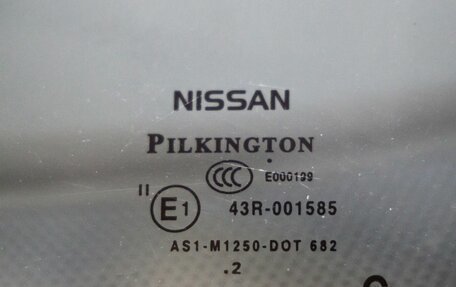 NISSAN
PILKINGTON
CCC E000199
II E1 43R-001585
AS1-M1250-DOT 682
.2